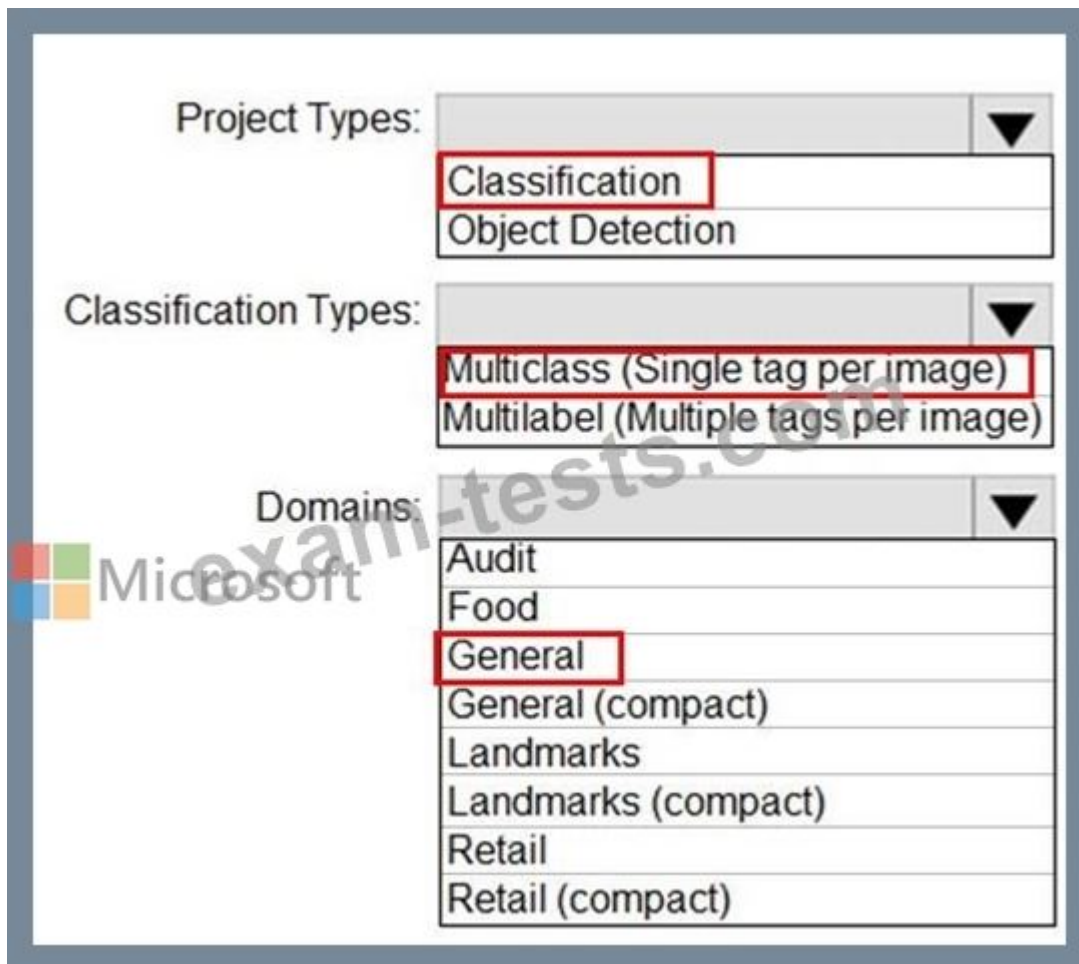 Project Types:
Classification
Object Detection
Classification Types:
Multiclass (Single tag per image)
Multilabel (Multiple tags per image)
Domains:
Audit
Food
General
General (compact)
Landmarks
Landmarks (compact)
Retail
Retail (compact)
Microsoft
exam-tests.com